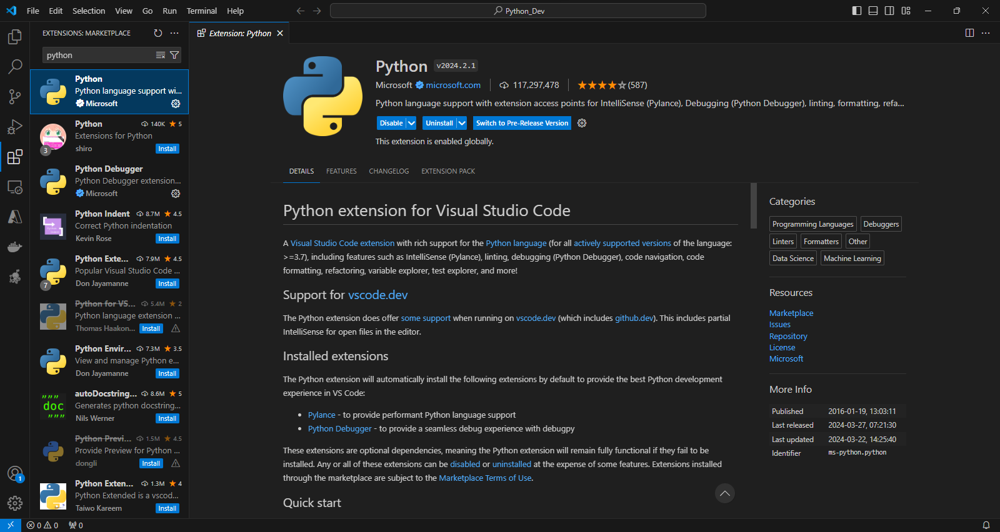 File Edit Selection View Go Run Terminal Help
Python_Dev
EXTENSIONS: MARKETPLACE
python
Python
Python language support wi...
Microsoft
Python 140K 5
Extensions for Python
shiro Install
3
Python Debugger
Python Debugger extension...
Microsoft
Python Indent 8.7M 4.5
Correct Python indentation
Kevin Rose Install
Python Exte... 7.9M 4.5
Popular Visual Studio Code ...
Don Jayamanne Install
7
Python for VS... 5.4M 2
Python language extension ...
Thomas Haakon... Install
Python Envir... 7.3M 3.5
View and manage Python e...
Don Jayamanne Install
autoDocstring... 8.6M 5
Generates python docstring...
Nils Werner Install
"""
doc
"""
Python Previ... 1.5M 4.5
Provide Preview for Python ...
dongli Install
Python Exten... 1.3M 4
Python Extended is a vscod...
Taiwo Kareem Install
1
Extension: Python
Python v2024.2.1
Microsoft microsoft.com 117,297,478 (587)
Python language support with extension access points for IntelliSense (Pylance), Debugging (Python Debugger), linting, formatting, refa...
Disable Uninstall Switch to Pre-Release Version
This extension is enabled globally.
DETAILS FEATURES CHANGELOG EXTENSION PACK
Python extension for Visual Studio Code
A Visual Studio Code extension with rich support for the Python language (for all actively supported versions of the language:
>=3.7), including features such as IntelliSense (Pylance), linting, debugging (Python Debugger), code navigation, code
formatting, refactoring, variable explorer, test explorer, and more!
Support for vscode.dev
The Python extension does offer some support when running on vscode.dev (which includes github.dev). This includes partial
IntelliSense for open files in the editor.
Installed extensions
The Python extension will automatically install the following extensions by default to provide the best Python development
experience in VS Code:
• Pylance - to provide performant Python language support
• Python Debugger - to provide a seamless debug experience with debugpy
These extensions are optional dependencies, meaning the Python extension will remain fully functional if they fail to be
installed. Any or all of these extensions can be disabled or uninstalled at the expense of some features. Extensions installed
through the marketplace are subject to the Marketplace Terms of Use.
Quick start
Categories
Programming Languages Debuggers
Linters Formatters Other
Data Science Machine Learning
Resources
Marketplace
Issues
Repository
License
Microsoft
More Info
Published 2016-01-19, 13:03:11
Last released 2024-03-27, 07:21:30
Last updated 2024-03-22, 14:25:40
Identifier ms-python.python
0 0 0